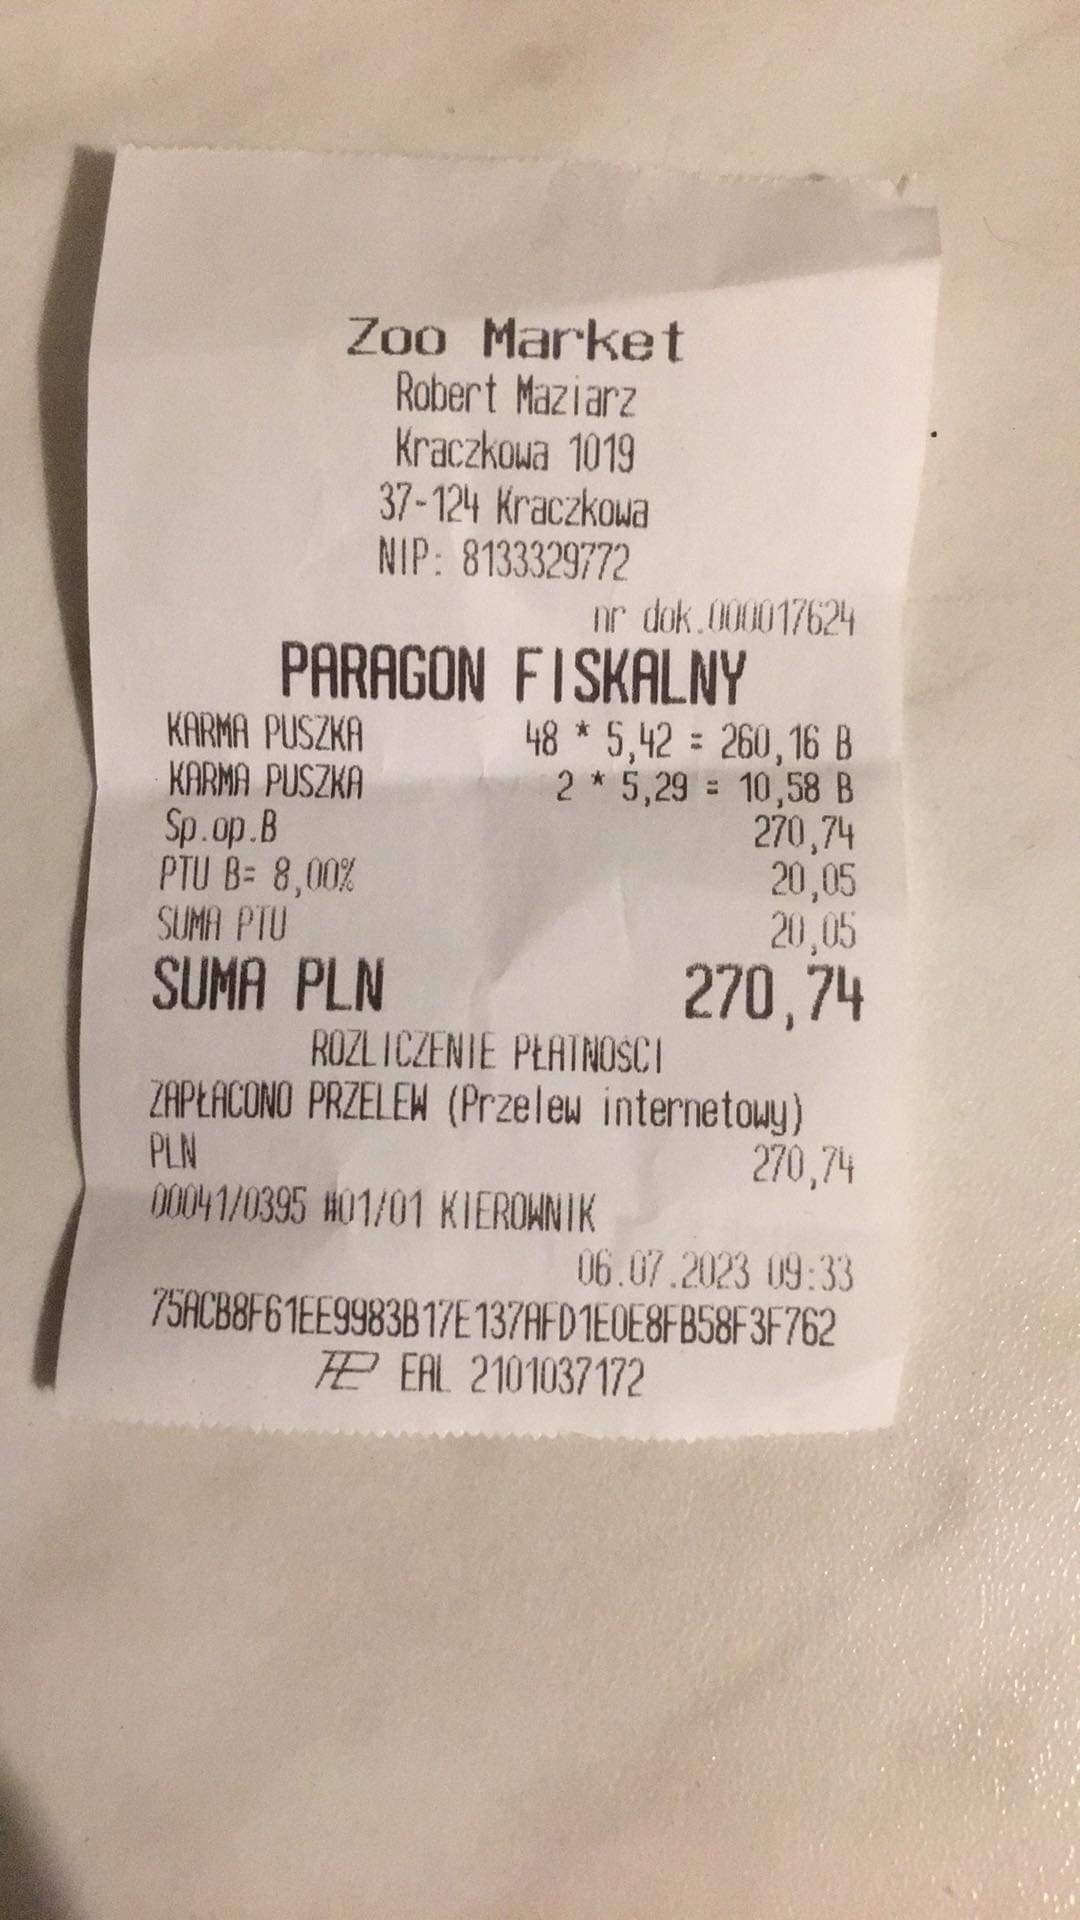 Zoo Market
Robert Maziarz
Kraczkowa 1019
37-124 Kraczkowa
NIP: 8133329772
nr dok.000017624
PARAGON FISKALNY
KARMA PUSZKA 48 * 5,42 = 260,16 B
KARMA PUSZKA 2 * 5,29 = 10,58 B
Sp.op.B 270,74
PTU B= 8,00% 20,05
SUMA PTU 20,05
SUMA PLN 270,74
ROZLICZENIE PŁATNOŚCI
ZAPŁACONO PRZELEW (Przelew internetowy)
PLN 270,74
00041/0395 #01/01 KIEROWNIK
06.07.2023 09:33
75ACB8F61EE9983B17E137AFD1E0E8FB58F3F762
EAL 2101037172